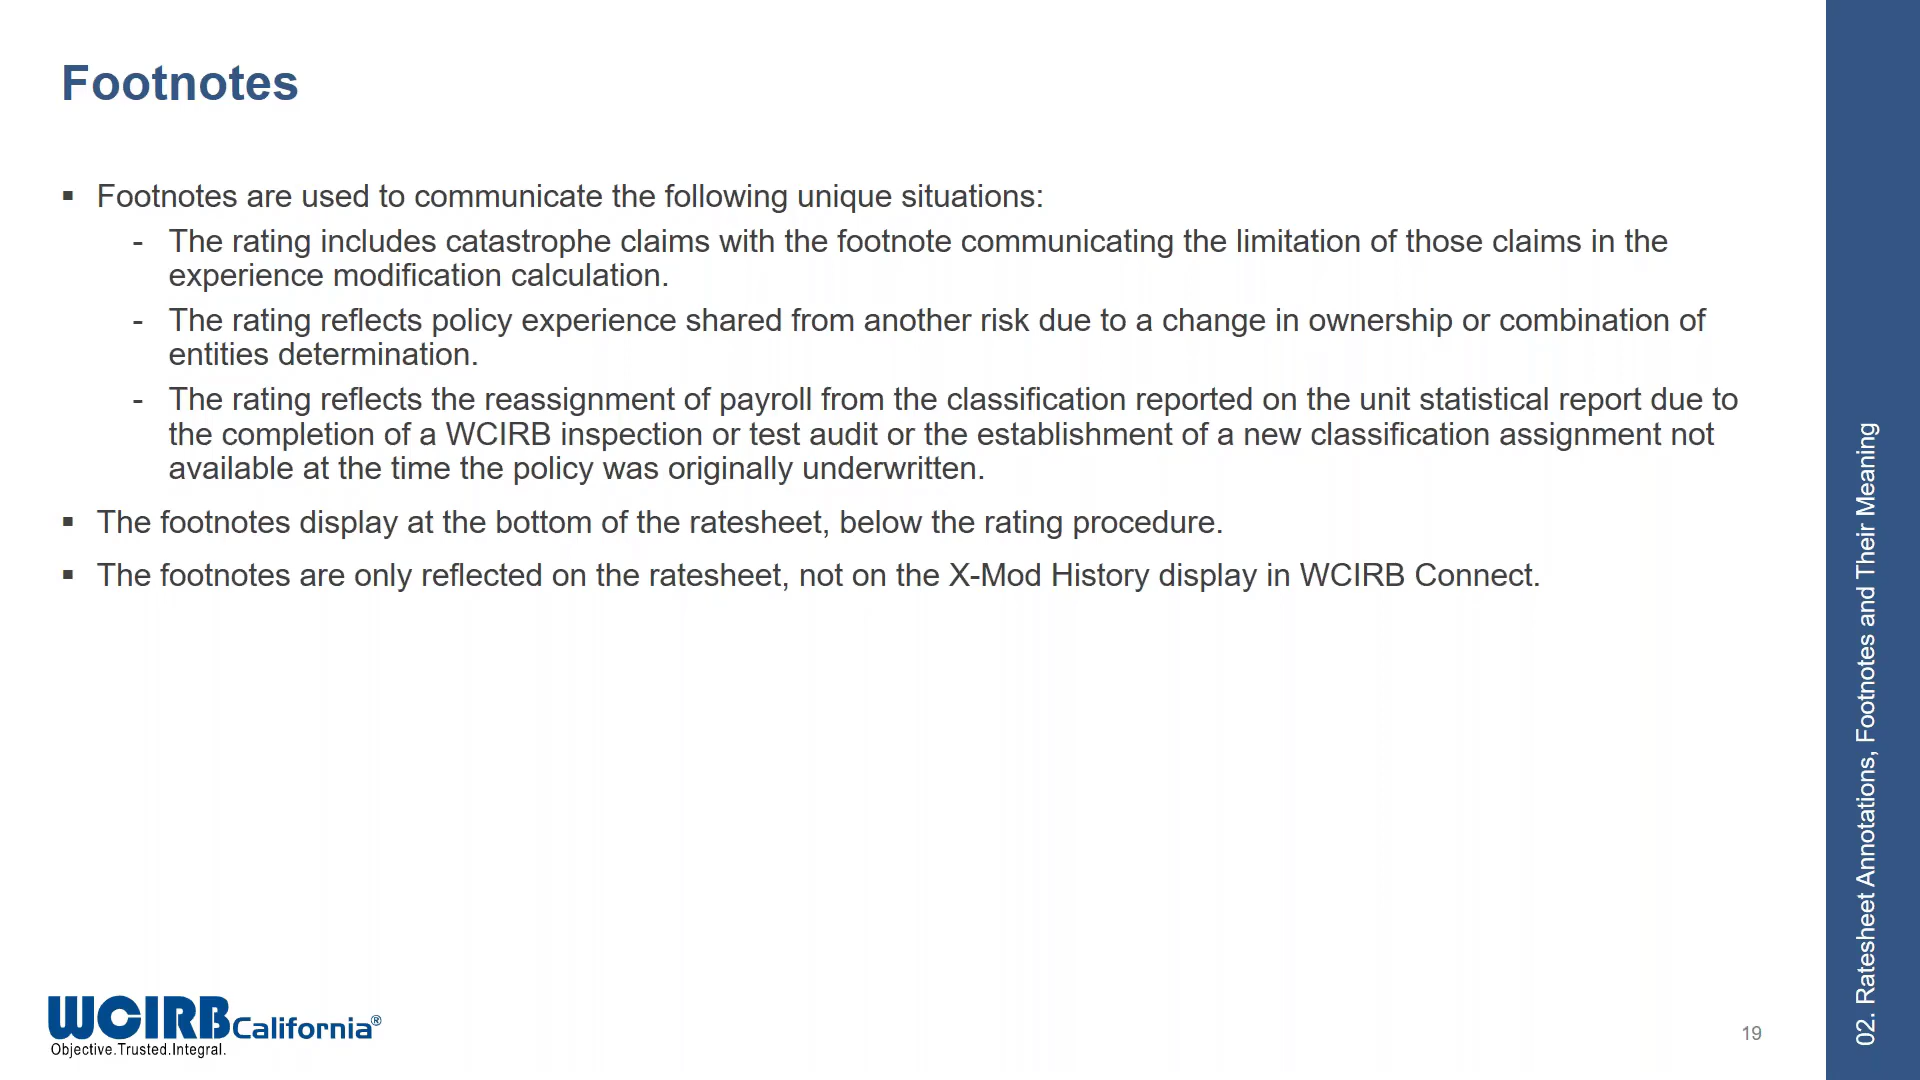 Footnotes
▪ Footnotes are used to communicate the following unique situations:
- The rating includes catastrophe claims with the footnote communicating the limitation of those claims in the
experience modification calculation.
- The rating reflects policy experience shared from another risk due to a change in ownership or combination of
entities determination.
- The rating reflects the reassignment of payroll from the classification reported on the unit statistical report due to
the completion of a WCIRB inspection or test audit or the establishment of a new classification assignment not
available at the time the policy was originally underwritten.
▪ The footnotes display at the bottom of the ratesheet, below the rating procedure.
▪ The footnotes are only reflected on the ratesheet, not on the X-Mod History display in WCIRB Connect.
WCIRB California®
Objective.Trusted.Integral.
19
02. Ratesheet Annotations, Footnotes and Their Meaning